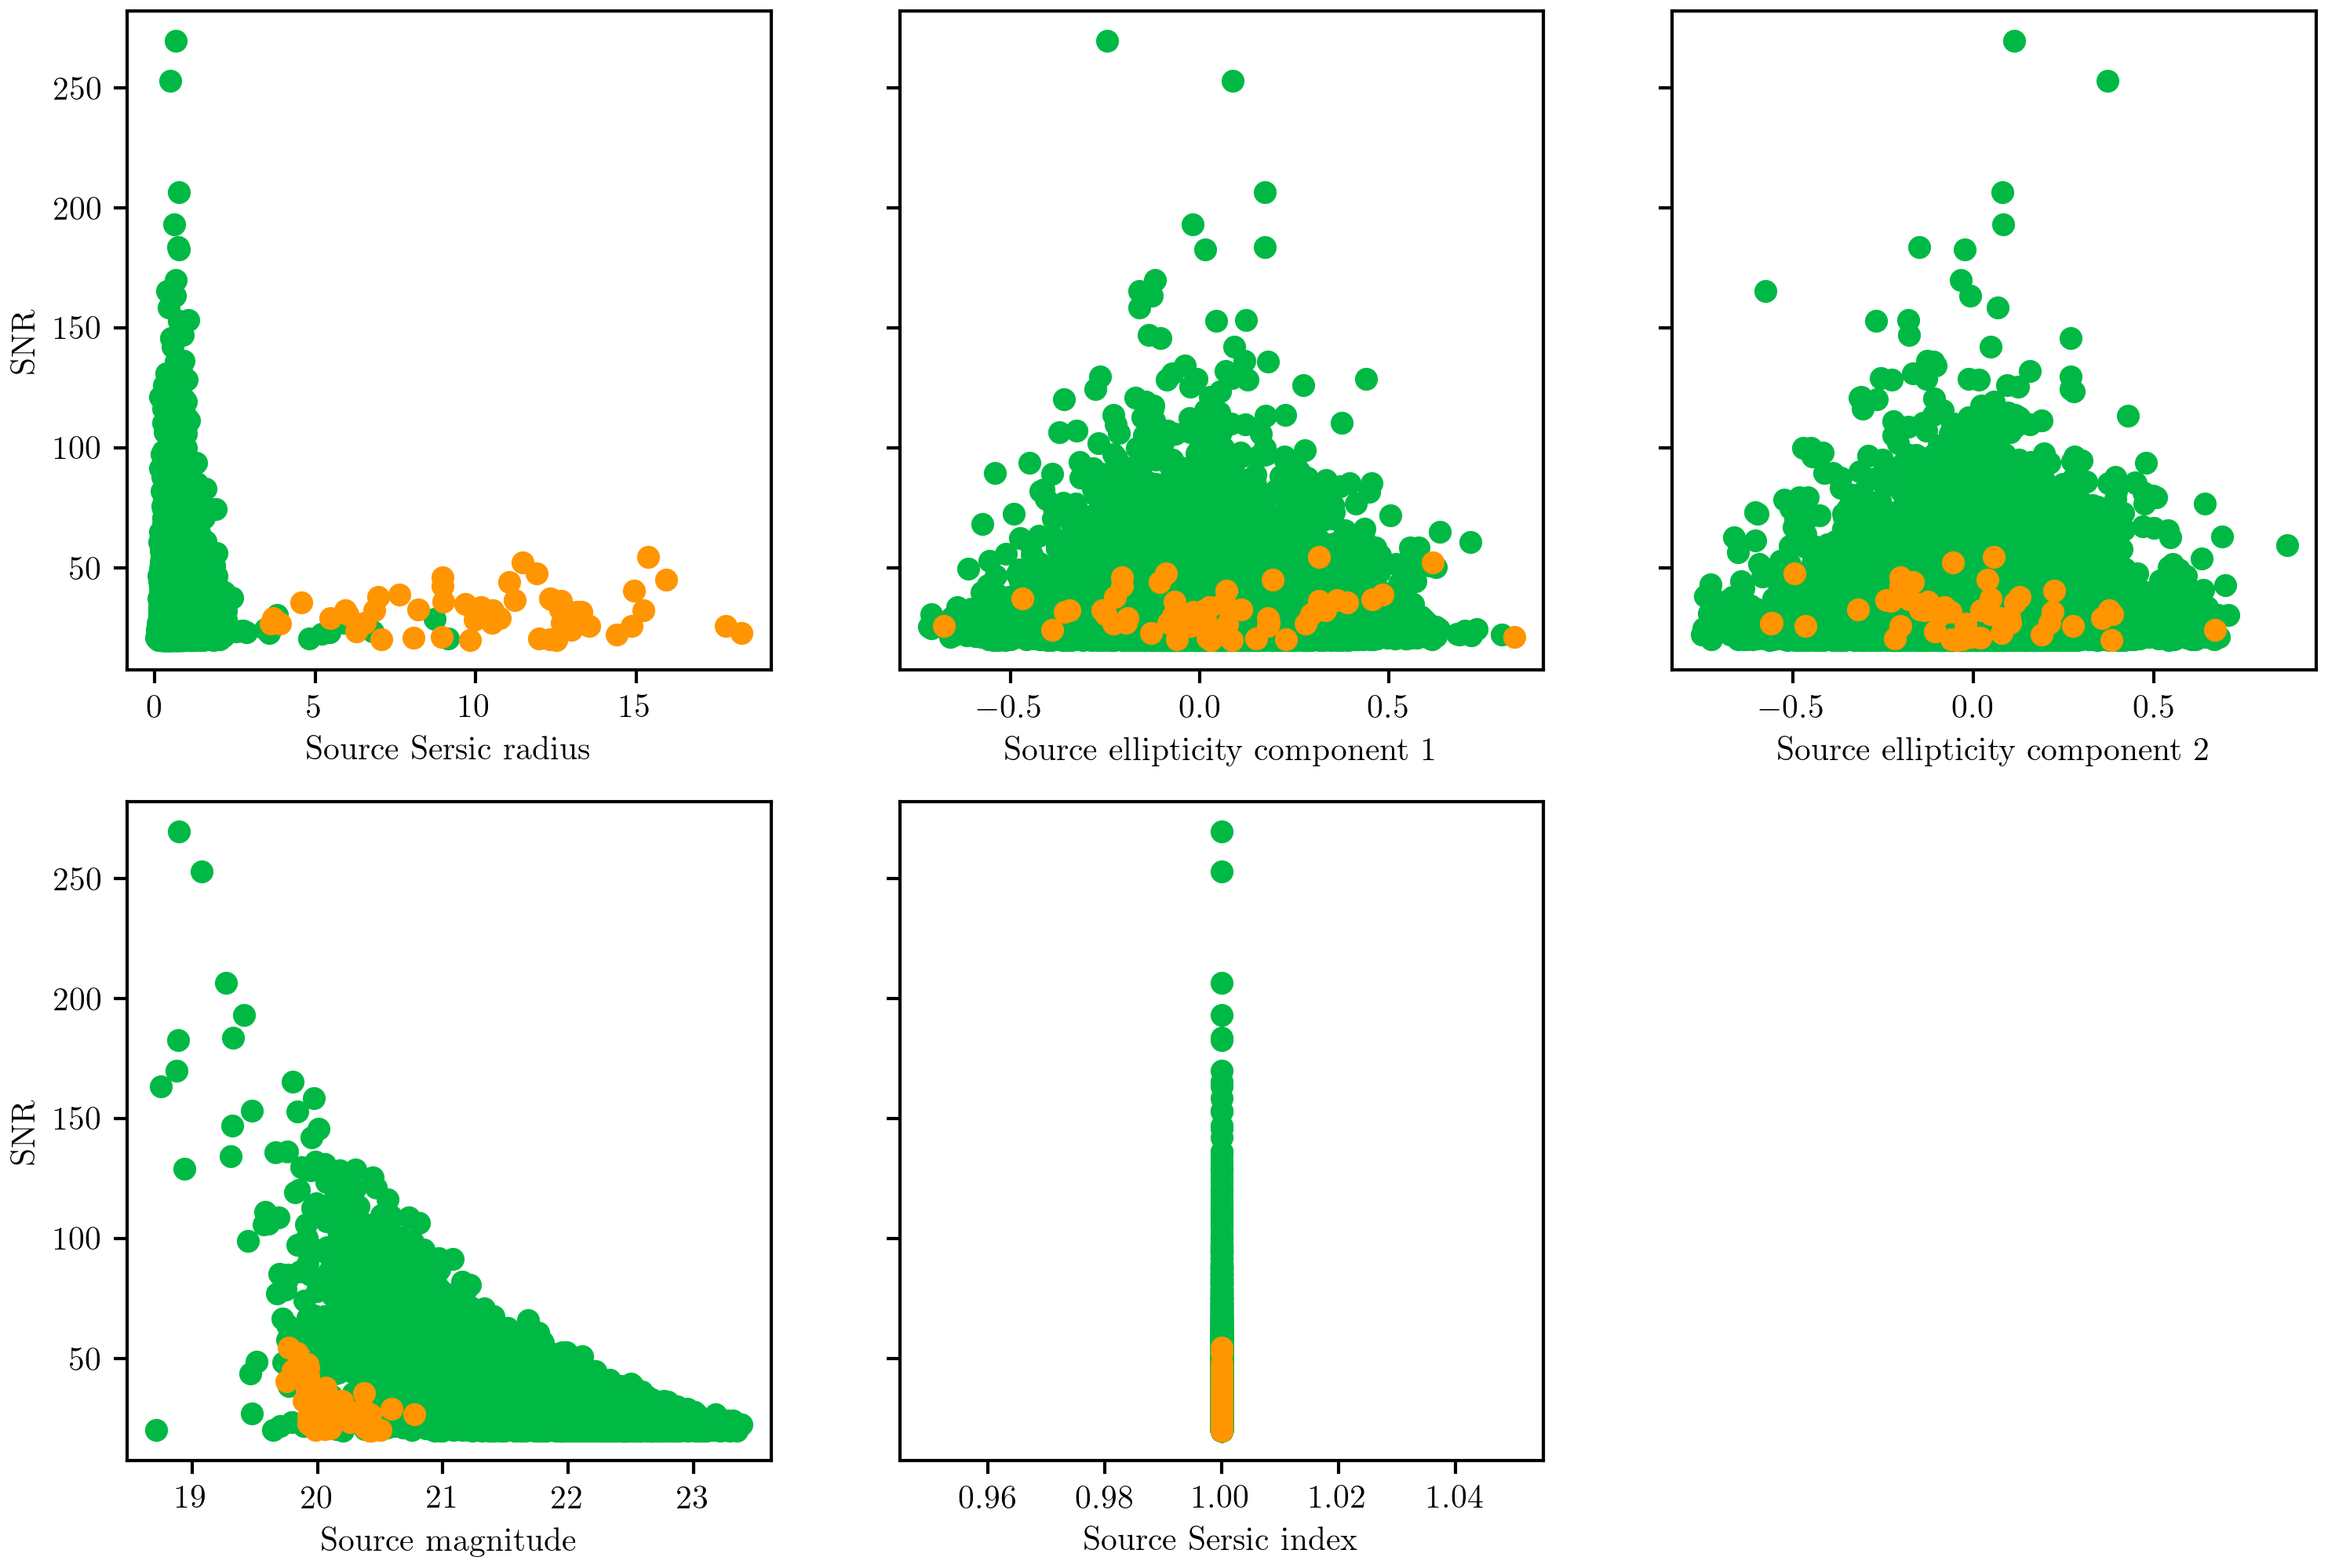 250
200
150
100
50
SNR
0 5 10 15
Source Sersic radius
−0.5 0.0 0.5
Source ellipticity component 1
−0.5 0.0 0.5
Source ellipticity component 2
250
200
150
100
50
SNR
19 20 21 22 23
Source magnitude
0.96 0.98 1.00 1.02 1.04
Source Sersic index